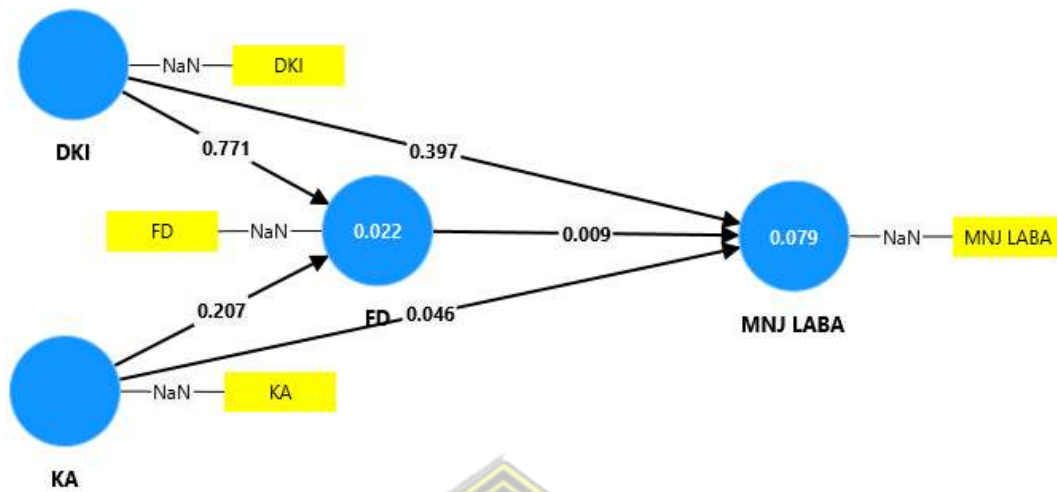 NaN
DKI
DKI
0.771
0.397
FD
NaN
0.022
0.009
0.079
NaN
MNJ LABA
0.207
FD
0.046
MNJ LABA
NaN
KA
KA